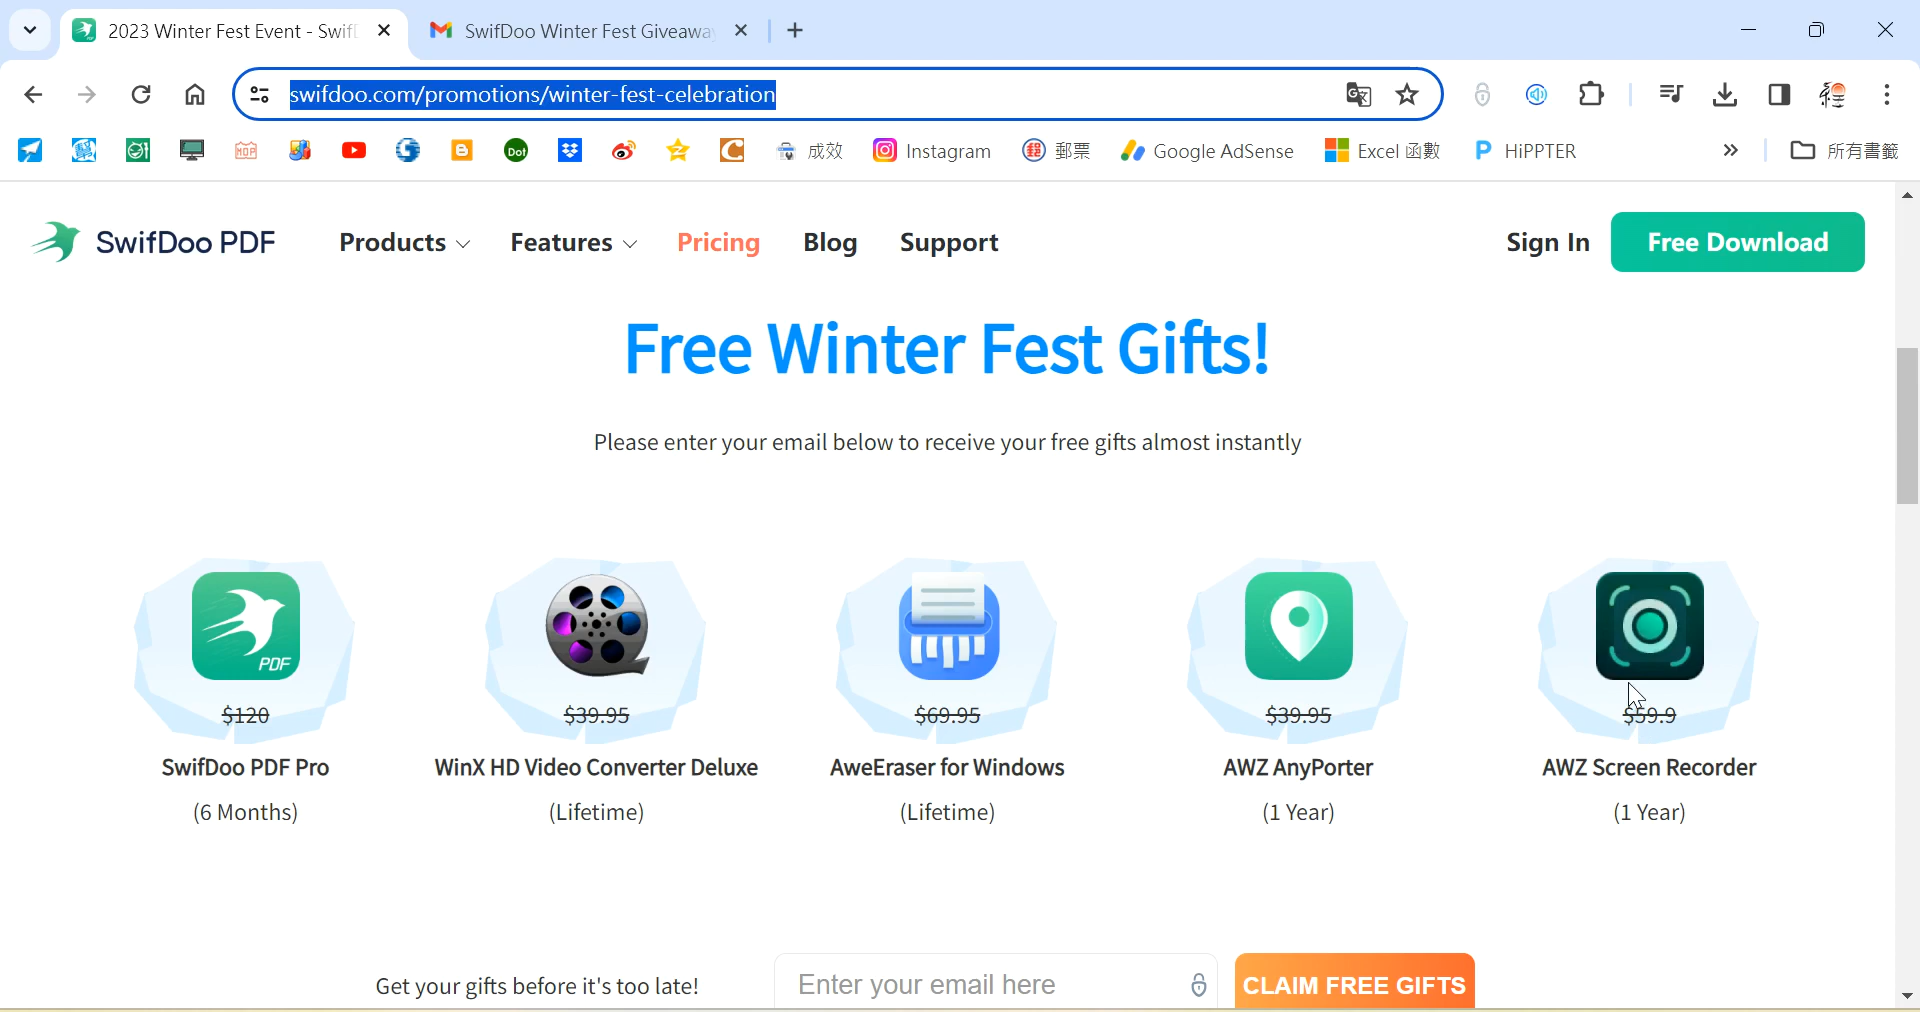 2023 Winter Fest Event - Swif
SwifDoo Winter Fest Giveaway
swifdoo.com/promotions/winter-fest-celebration
Dot
成效
Instagram
郵票
Google AdSense
Excel 函數
HiPPTER
所有書籤
SwifDoo PDF
Products
Features
Pricing
Blog
Support
Sign In
Free Download
Free Winter Fest Gifts!
Please enter your email below to receive your free gifts almost instantly
PDF
$120
$39.95
$69.95
$39.95
$59.9
SwifDoo PDF Pro
WinX HD Video Converter Deluxe
AweEraser for Windows
AWZ AnyPorter
AWZ Screen Recorder
(6 Months)
(Lifetime)
(Lifetime)
(1 Year)
(1 Year)
Get your gifts before it's too late!
Enter your email here
CLAIM FREE GIFTS